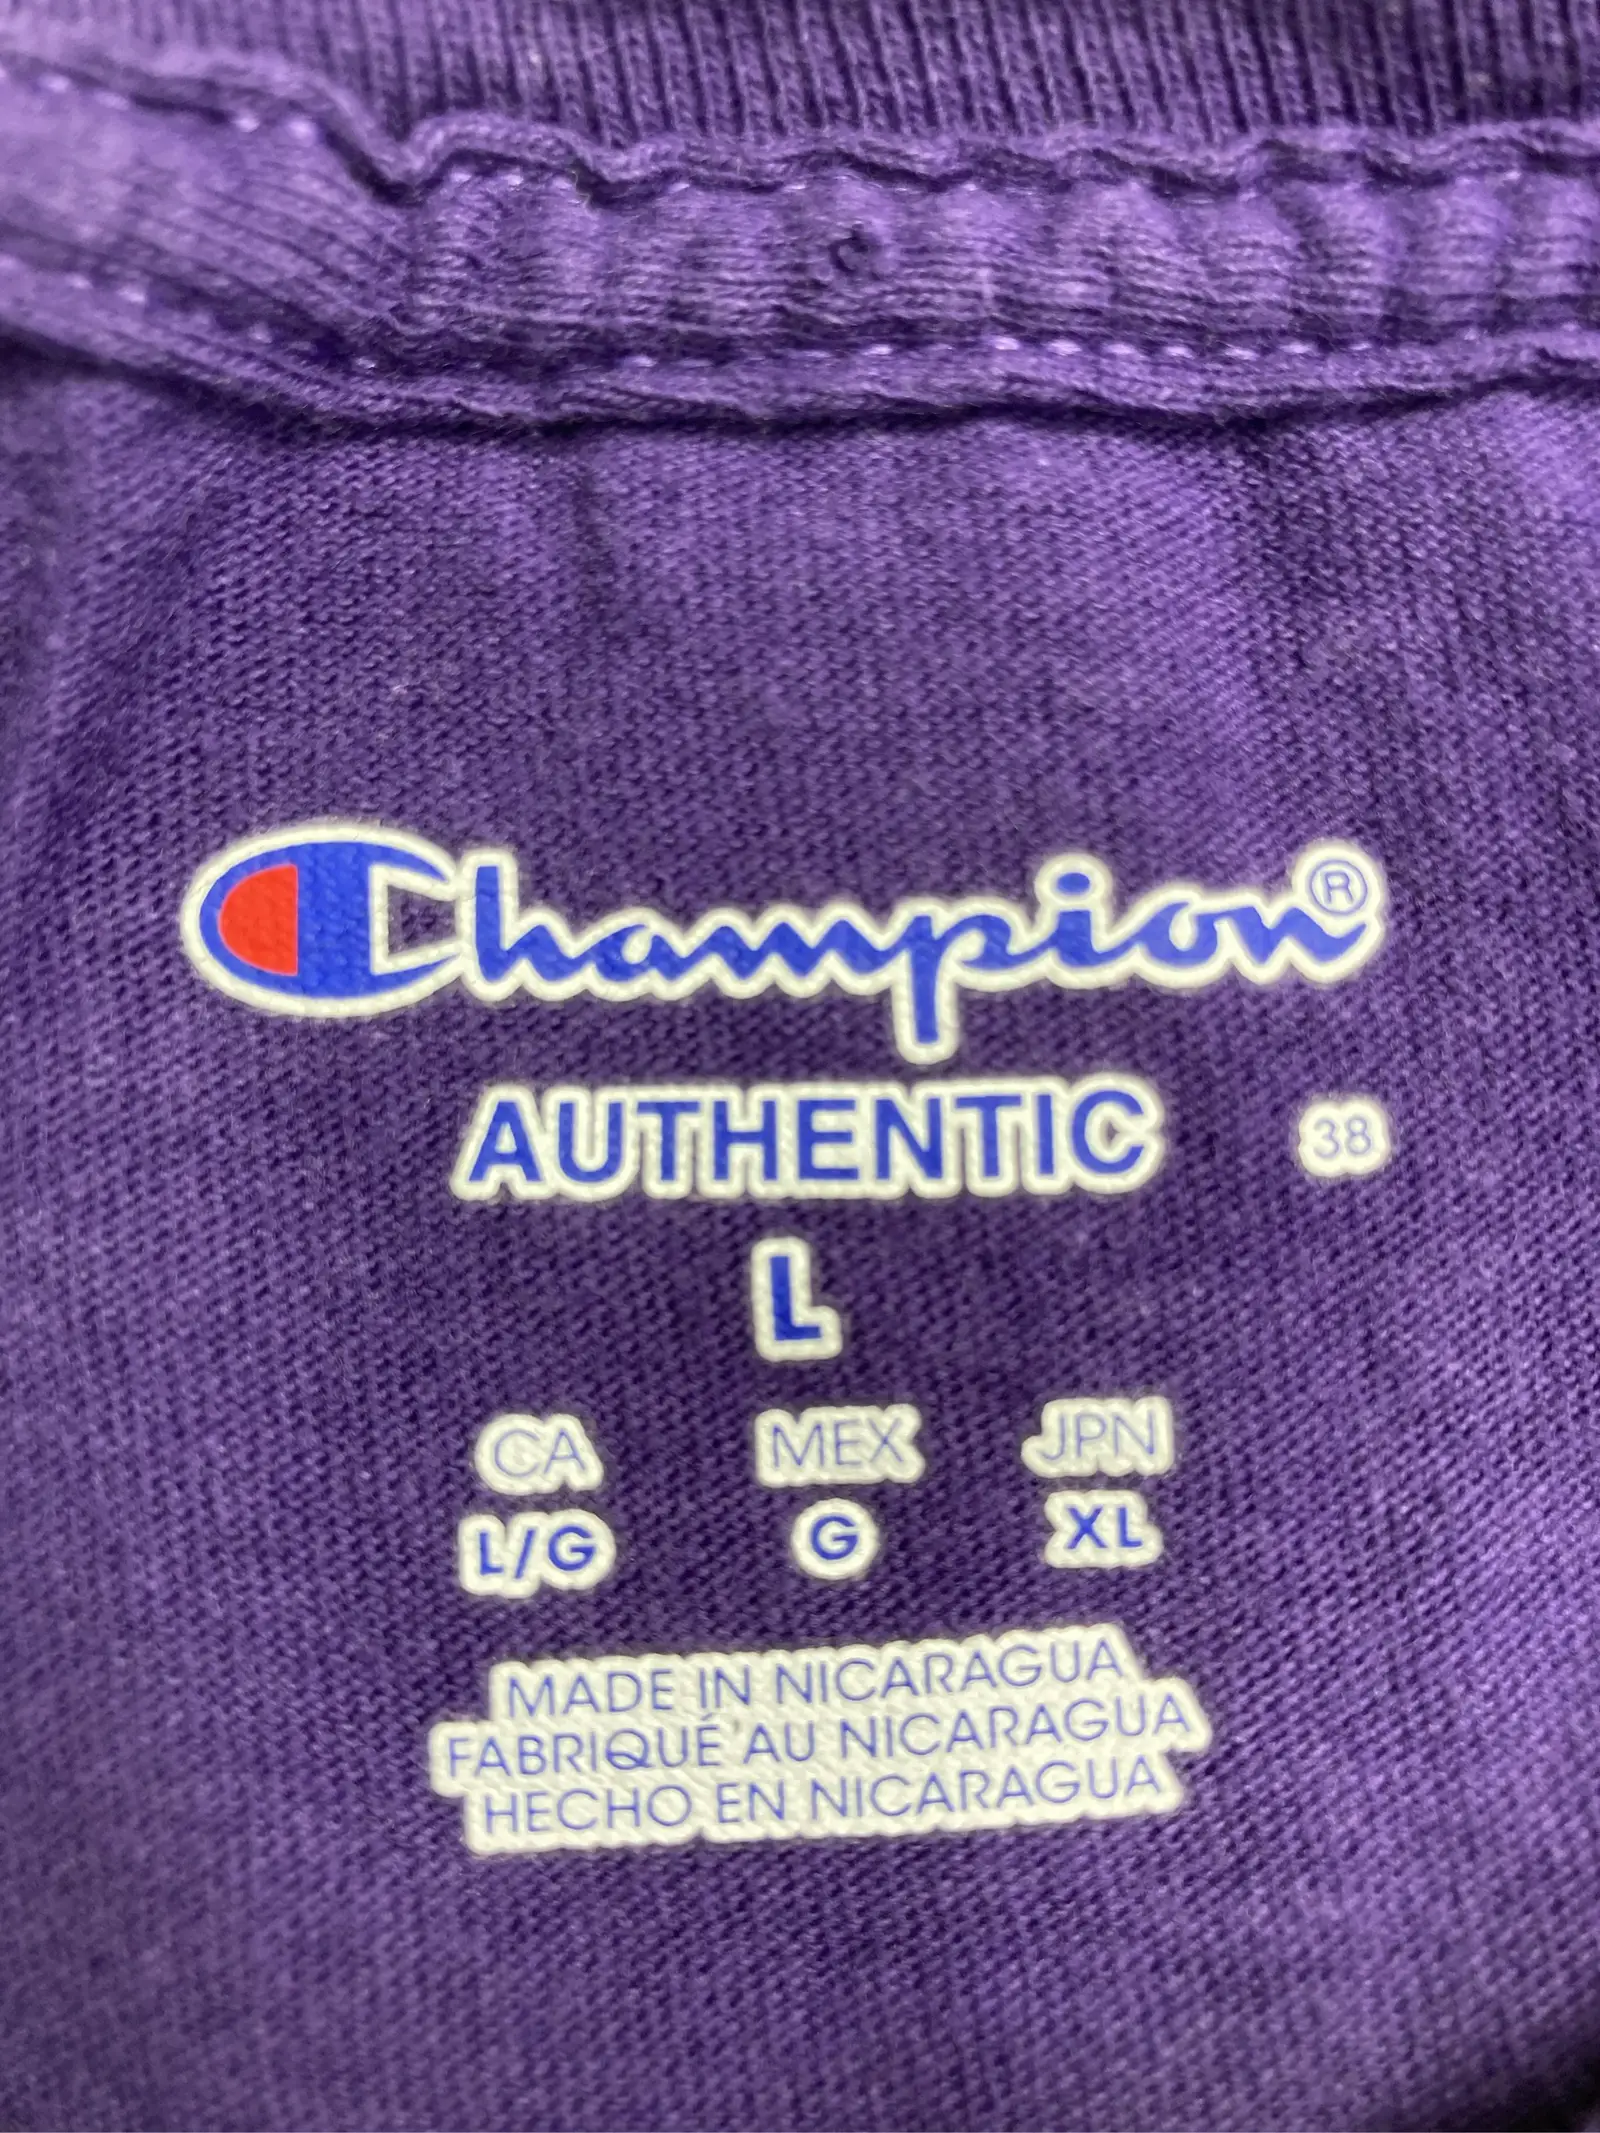 Champion®
AUTHENTIC 38
L
CA MEX JPN
L/G G XL
MADE IN NICARAGUA
FABRIQUÉ AU NICARAGUA
HECHO EN NICARAGUA